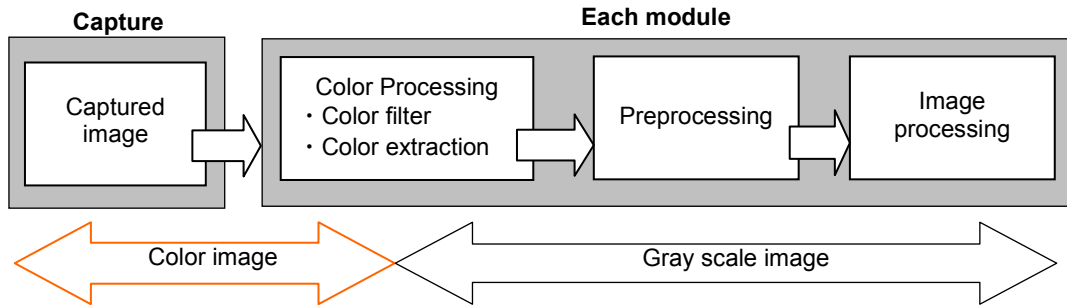 Capture
Each module
Captured
image
Color Processing
・Color filter
・Color extraction
Preprocessing
Image
processing
Color image
Gray scale image